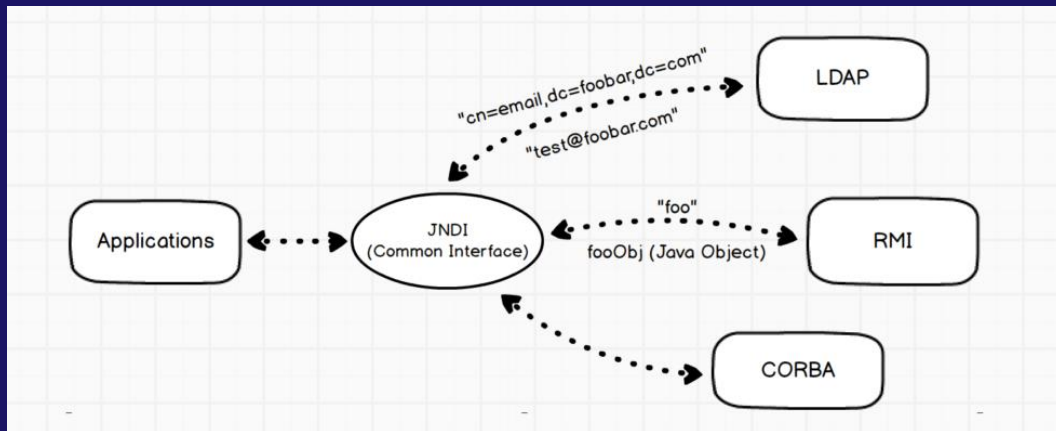 "cn=email,dc=foobar,dc=com"
"test@foobar.com"
LDAP
Applications
JNDI
(Common Interface)
"foo"
fooObj (Java Object)
RMI
CORBA